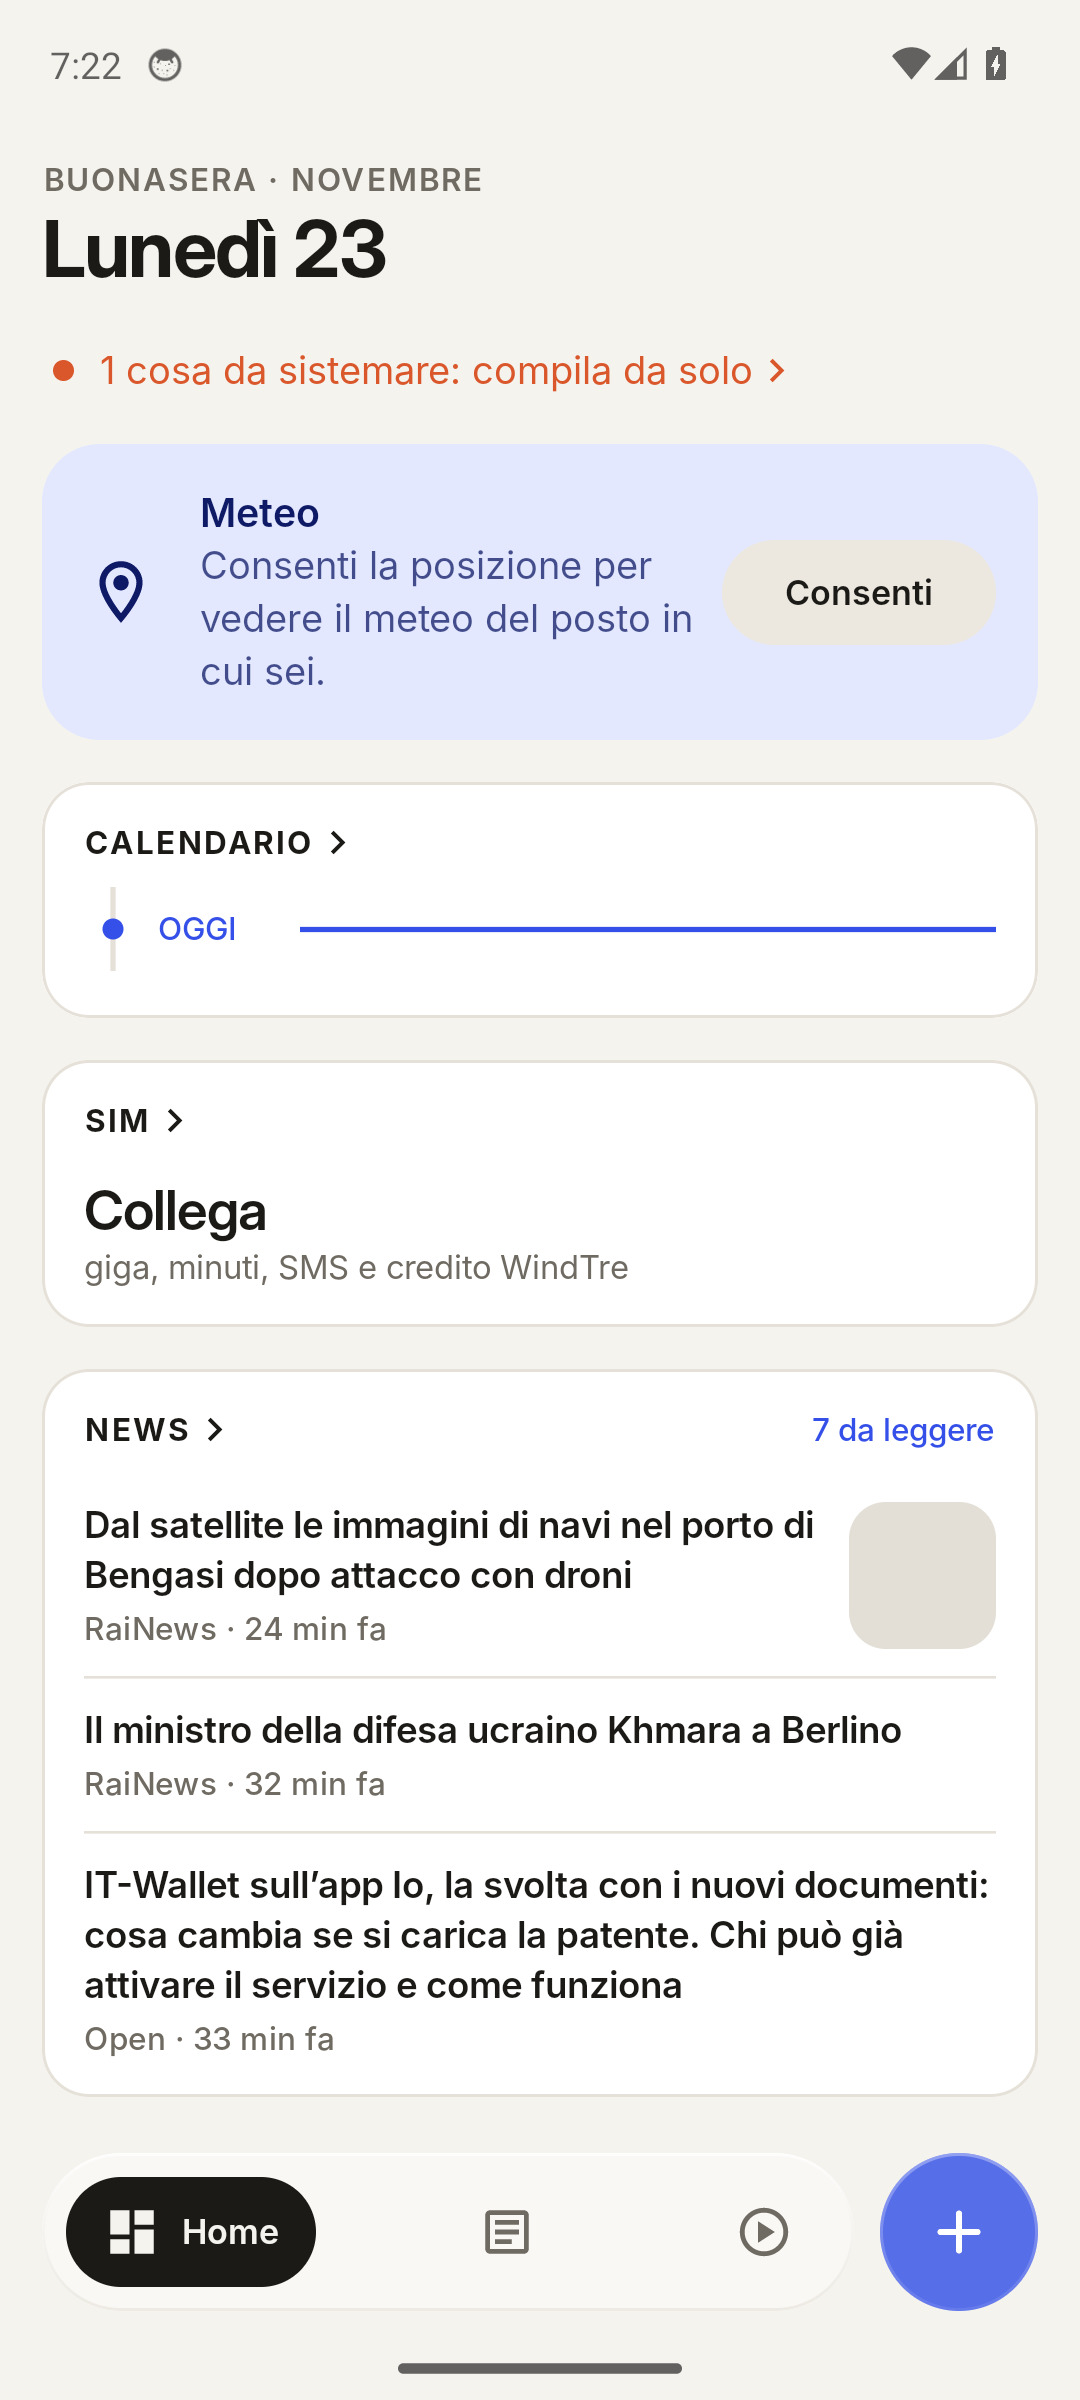 7:22
BUONASERA · NOVEMBRE
Lunedì 23
1 cosa da sistemare: compila da solo
Meteo
Consenti la posizione per
vedere il meteo del posto in
cui sei.
Consenti
CALENDARIO
OGGI
SIM
Collega
giga, minuti, SMS e credito WindTre
NEWS
7 da leggere
Dal satellite le immagini di navi nel porto di
Bengasi dopo attacco con droni
RaiNews · 24 min fa
Il ministro della difesa ucraino Khmara a Berlino
RaiNews · 32 min fa
IT-Wallet sull’app Io, la svolta con i nuovi documenti:
cosa cambia se si carica la patente. Chi può già
attivare il servizio e come funziona
Open · 33 min fa
Home